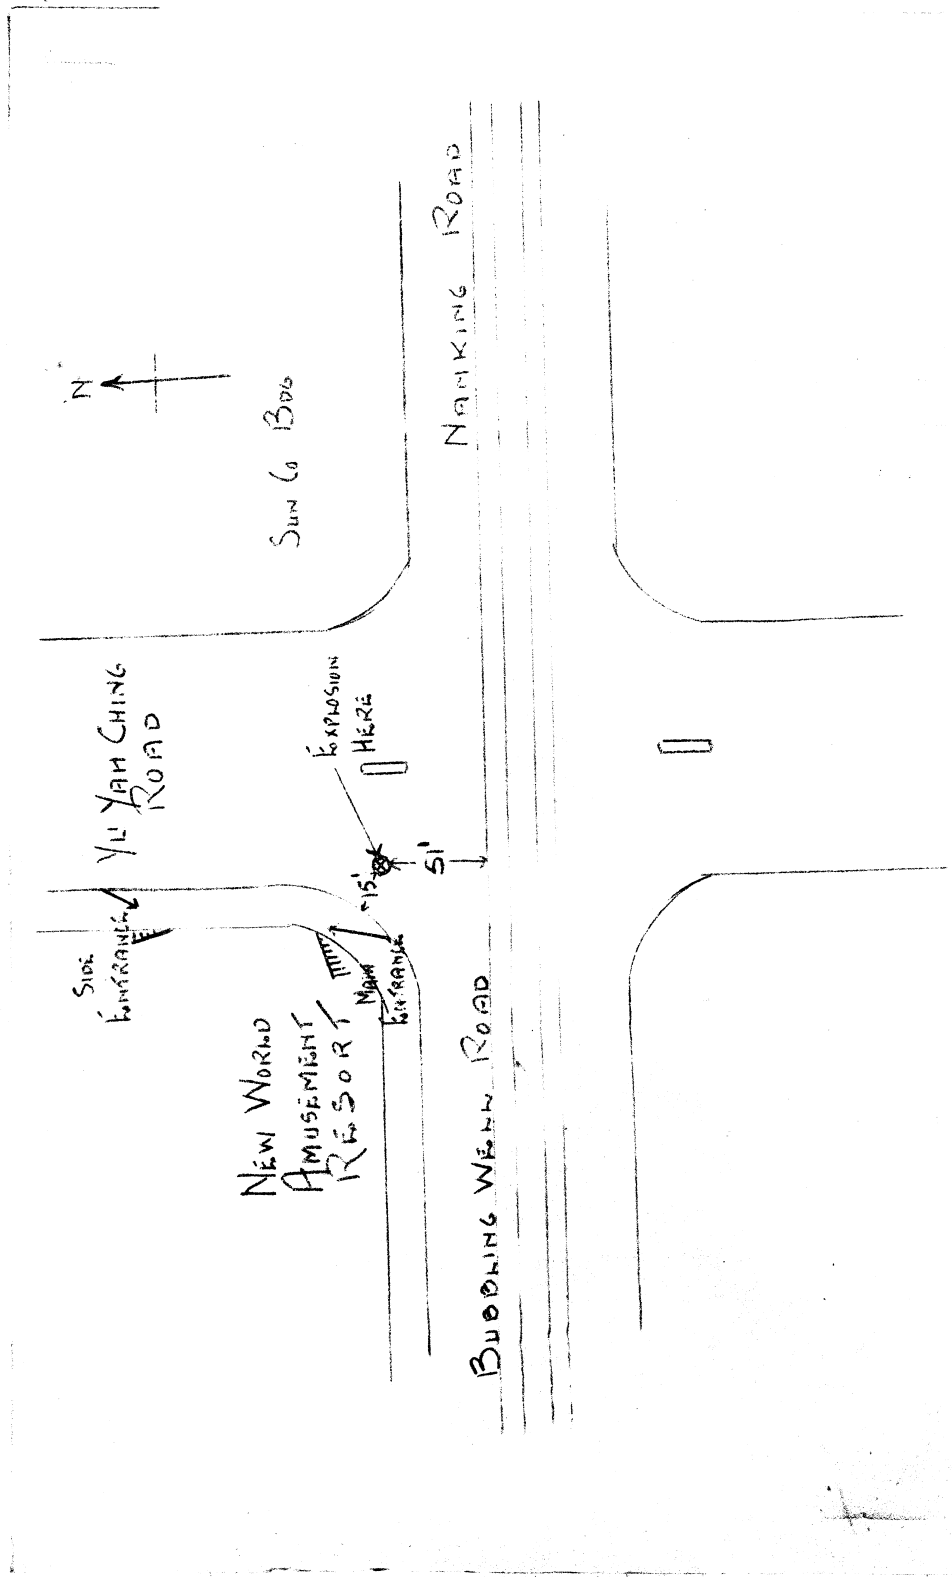 N
SUN CO BDG
NANKING ROAD
YU YAH CHING
ROAD
EXPLOSION
HERE
SIDE
ENTRANCE
15'
51'
MAIN
ENTRANCE
NEW WORLD
AMUSEMENT
RESORT
BUBBLING WELL ROAD